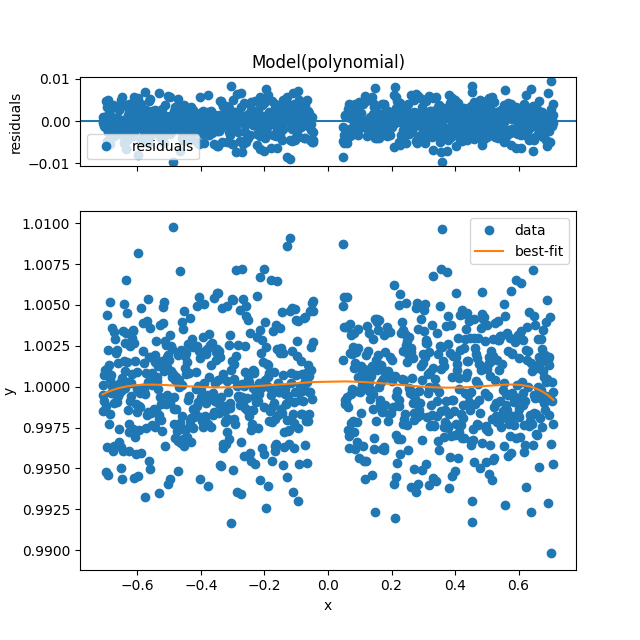 Model(polynomial)
0.01
0.00
−0.01
residuals
residuals
1.0100
1.0075
1.0050
1.0025
1.0000
0.9975
0.9950
0.9925
0.9900
y
data
best-fit
−0.6
−0.4
−0.2
0.0
0.2
0.4
0.6
x